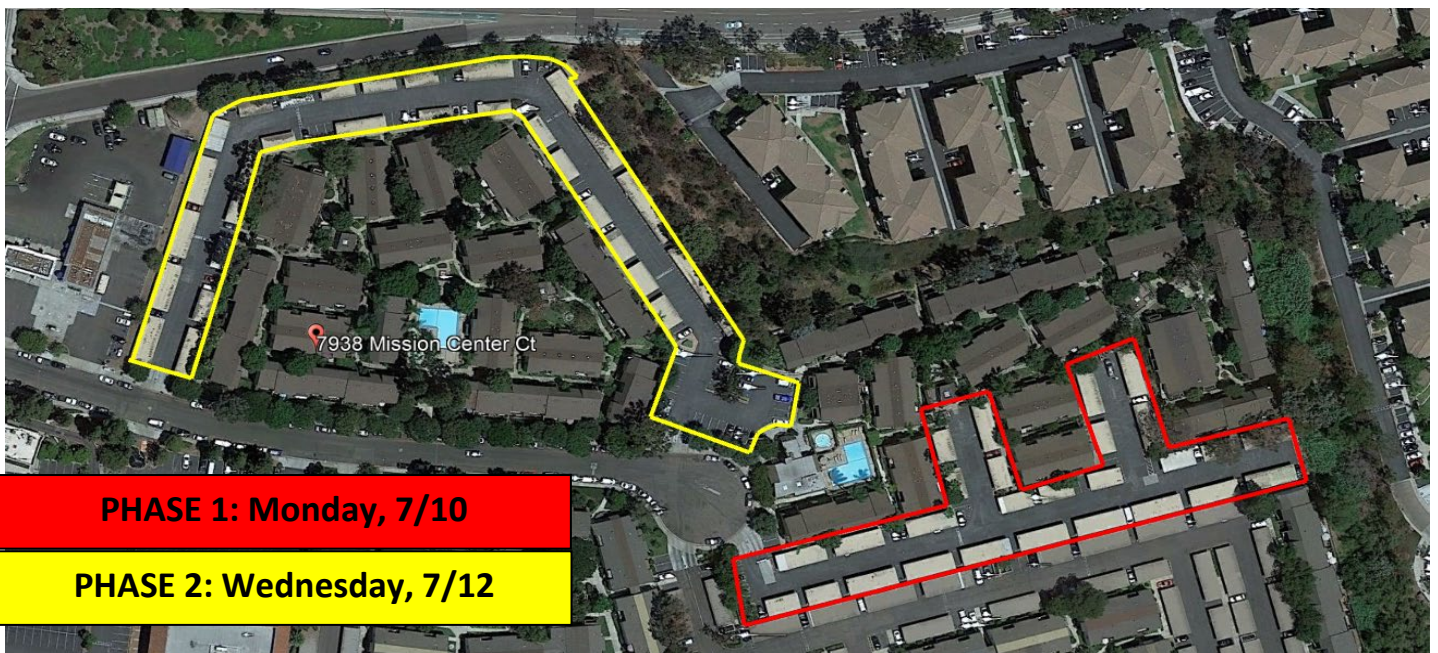 7938 Mission Center Ct
PHASE 1: Monday, 7/10
PHASE 2: Wednesday, 7/12